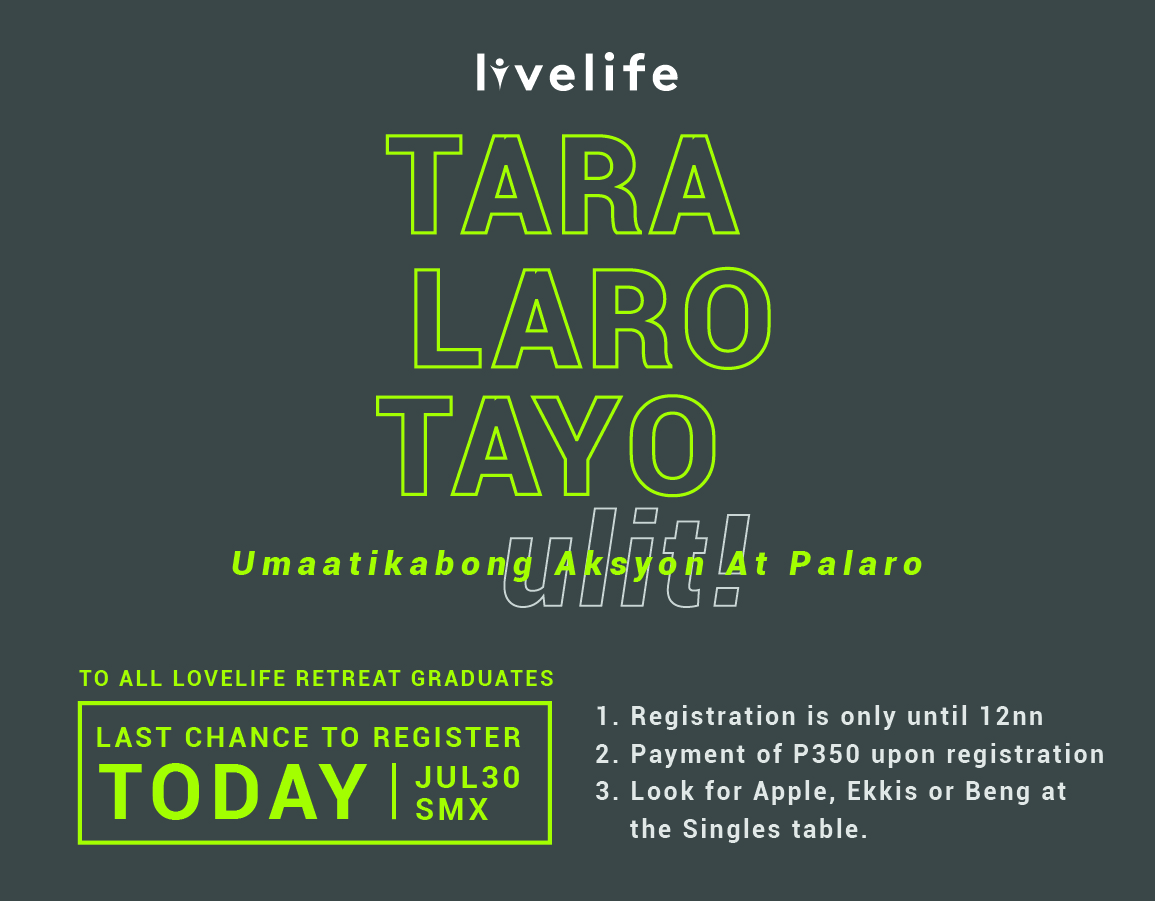 lovelife
TARA
LARO
TAYO
ulit!
Umaatikabong Aksyon At Palaro
TO ALL LOVELIFE RETREAT GRADUATES
LAST CHANCE TO REGISTER
TODAY
JUL30
SMX
1. Registration is only until 12nn
2. Payment of P350 upon registration
3. Look for Apple, Ekkis or Beng at
the Singles table.